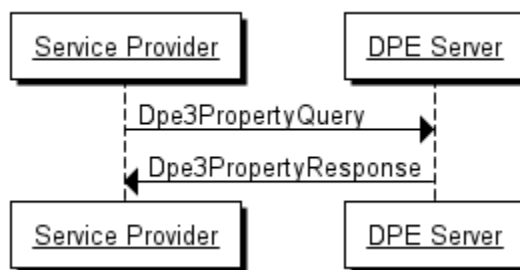 Service Provider
DPE Server
Dpe3PropertyQuery
Dpe3PropertyResponse
Service Provider
DPE Server